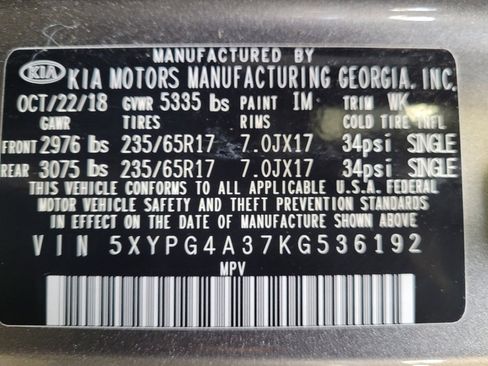 MANUFACTURED BY
KIA KIA MOTORS MANUFACTURING GEORGIA, INC.
OCT/22/18 GVWR 5335 lbs PAINT IM TRIM WK
GAWR TIRES RIMS COLD TIRE INFL
FRONT 2976 lbs 235/65R17 7.0JX17 34psi SINGLE
REAR 3075 lbs 235/65R17 7.0JX17 34psi SINGLE
THIS VEHICLE CONFORMS TO ALL APPLICABLE U.S.A. FEDERAL
MOTOR VEHICLE SAFETY AND THEFT PREVENTION STANDARDS
IN EFFECT ON THE DATE OF MANUFACTURE SHOWN ABOVE
VIN 5XYPG4A37KG536192
MPV